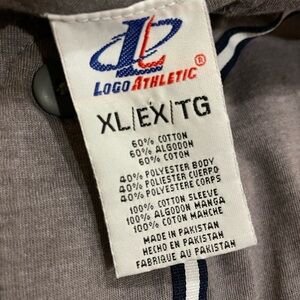 LOGO ATHLETIC ®
XL/EX/TG
60% COTTON
60% ALGODON
60% COTON
40% POLYESTER BODY
40% POLYESTER CUERPO
40% POLYESTERE CORPS
100% COTTON SLEEVE
100% ALGODON MANGA
100% COTON MANCHE
MADE IN PAKISTAN
HECHO EN PAKISTAN
FABRIQUE AU PAKISTAN